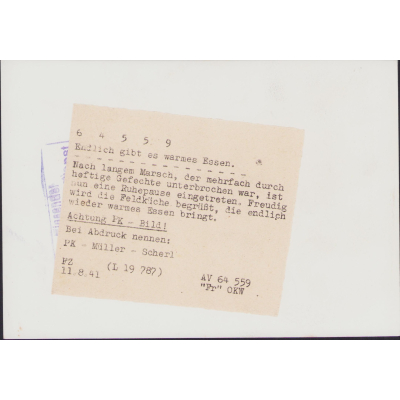 6 4 5 5 9
Endlich gibt es warmes Essen.
- - - - - - - - - - - - - -
Nach langem Marsch, der mehrfach durch
heftige Gefechte unterbrochen war, ist
nun eine Ruhepause eingetreten. Freudig
wird die Feldküche begrüßt, die endlich
wieder warmes Essen bringt.
Achtung PK - Bild!
Bei Abdruck nennen:
PK - Müller - Scherl
PZ (L 19 787) AV 64 559
11.8.41 "Fr" OKW